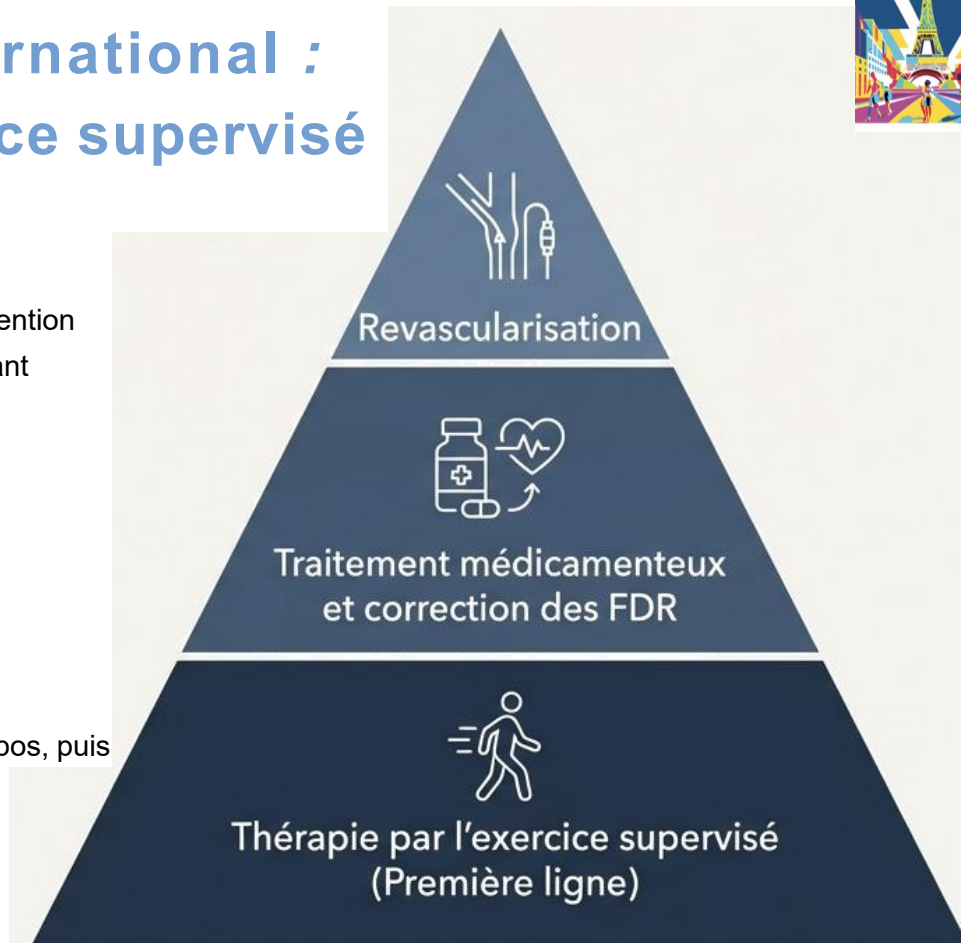 rnational :
ce supervisé
ention
ant
pos, puis
Revascularisation
Traitement médicamenteux
et correction des FDR
Thérapie par l'exercice supervisé
(Première ligne)